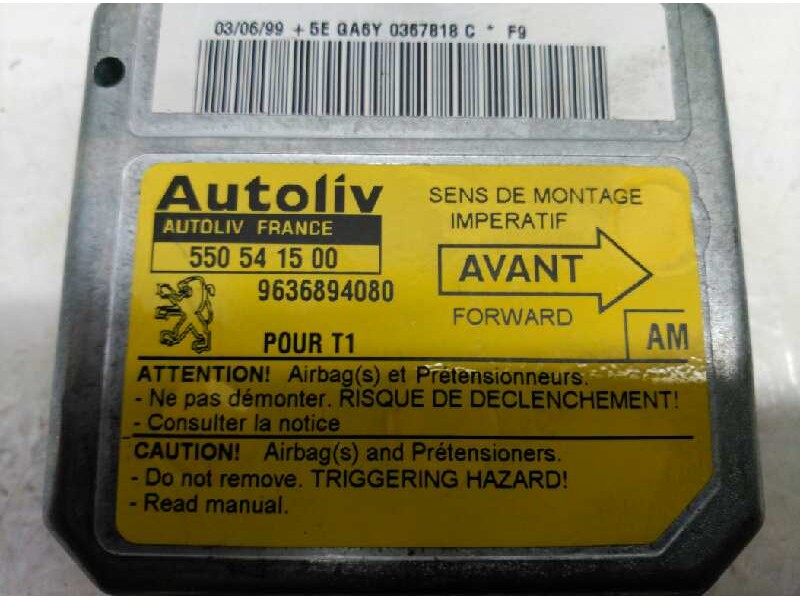 03/06/99 + 5E QA6Y 0367818 C * F9
Autoliv
AUTOLIV FRANCE
550 54 15 00
9636894080
POUR T1
SENS DE MONTAGE
IMPERATIF
AVANT
FORWARD
AM
ATTENTION! Airbag(s) et Prétensionneurs.
- Ne pas démonter. RISQUE DE DECLENCHEMENT!
- Consulter la notice
CAUTION! Airbag(s) and Prétensioners.
- Do not remove. TRIGGERING HAZARD!
- Read manual.